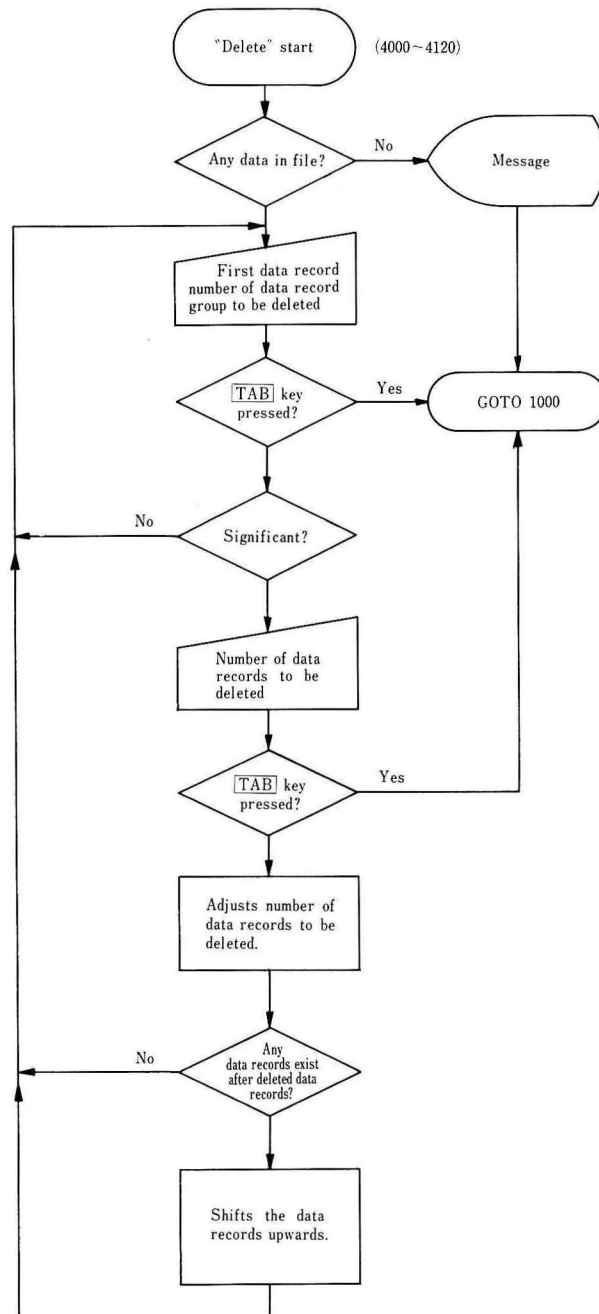 "Delete" start
(4000~4120)
Any data in file?
No
Message
First data record
number of data record
group to be deleted
TAB key
pressed?
Yes
GOTO 1000
No
Significant?
Number of data
records to be
deleted
TAB key
pressed?
Yes
Adjusts number of
data records to be
deleted.
No
Any
data records exist
after deleted data
records?
Shifts the data
records upwards.